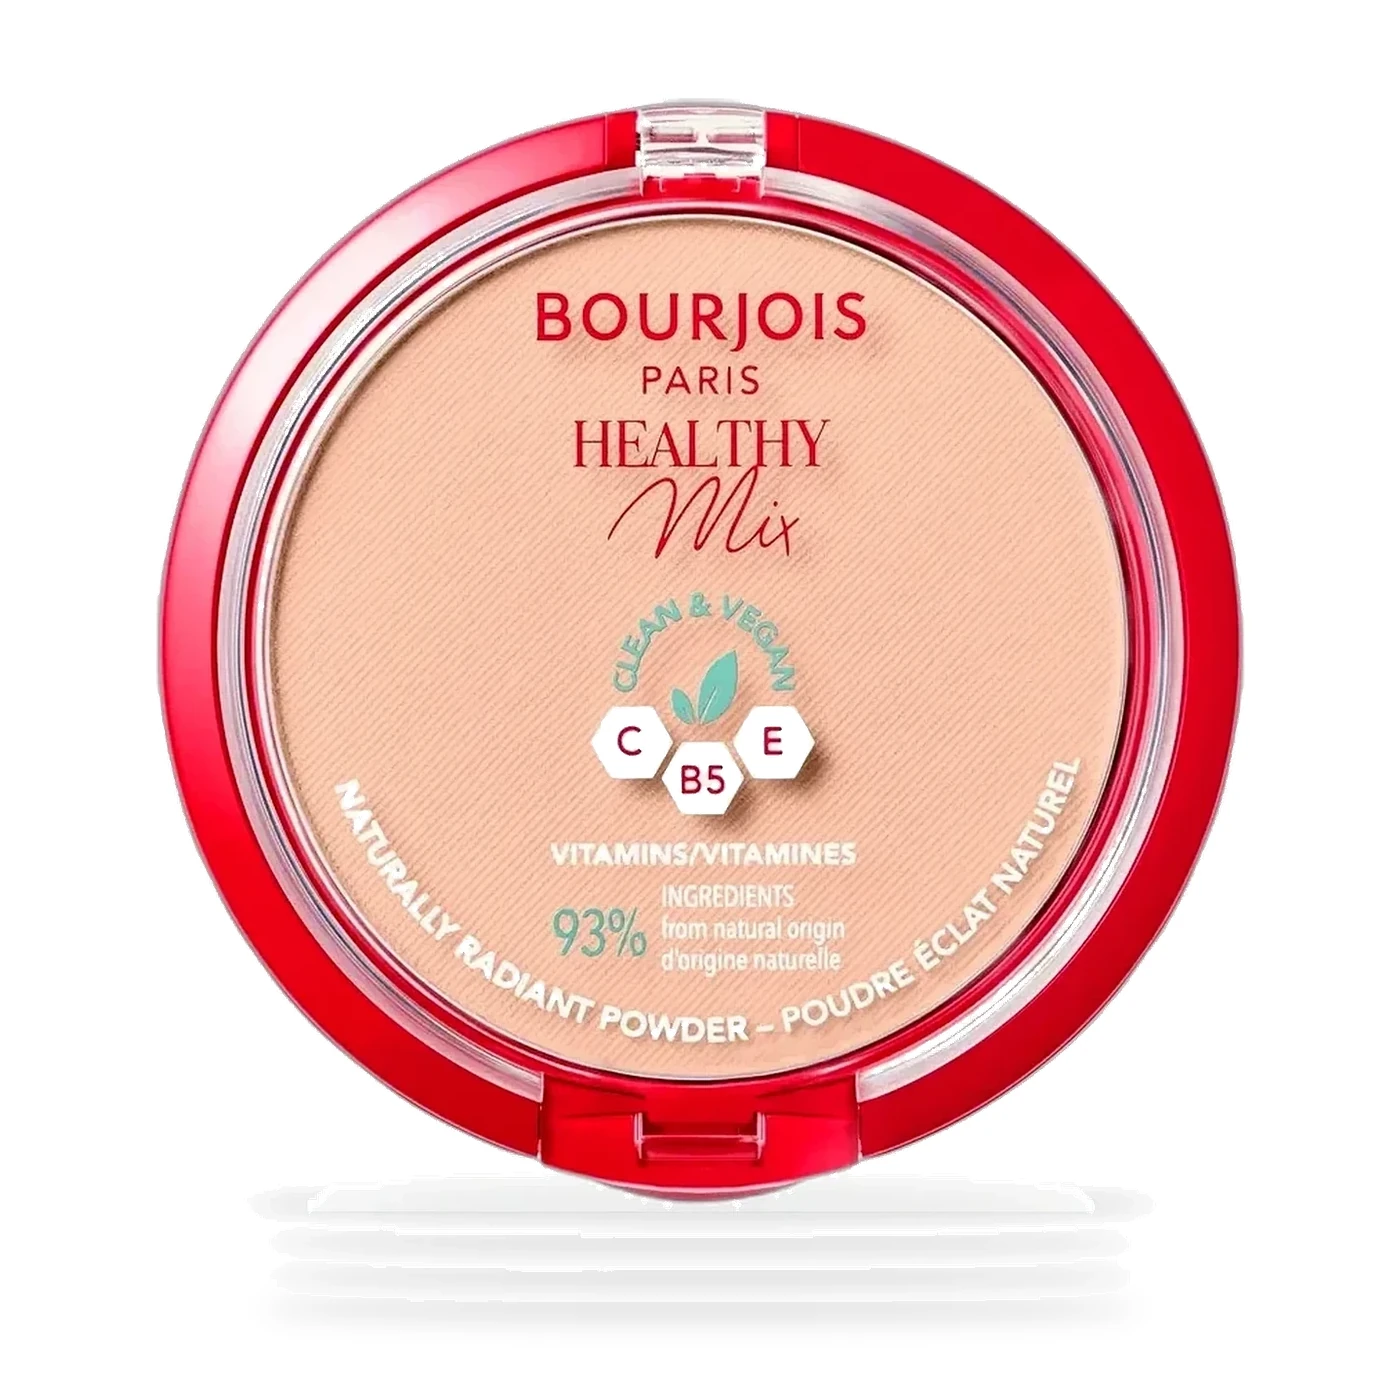 BOURJOIS
PARIS
HEALTHY
Mix
CLEAN & VEGAN
C
B5
E
VITAMINS/VITAMINES
93%
INGREDIENTS
from natural origin
d'origine naturelle
NATURALLY RADIANT POWDER – POUDRE ÉCLAT NATUREL